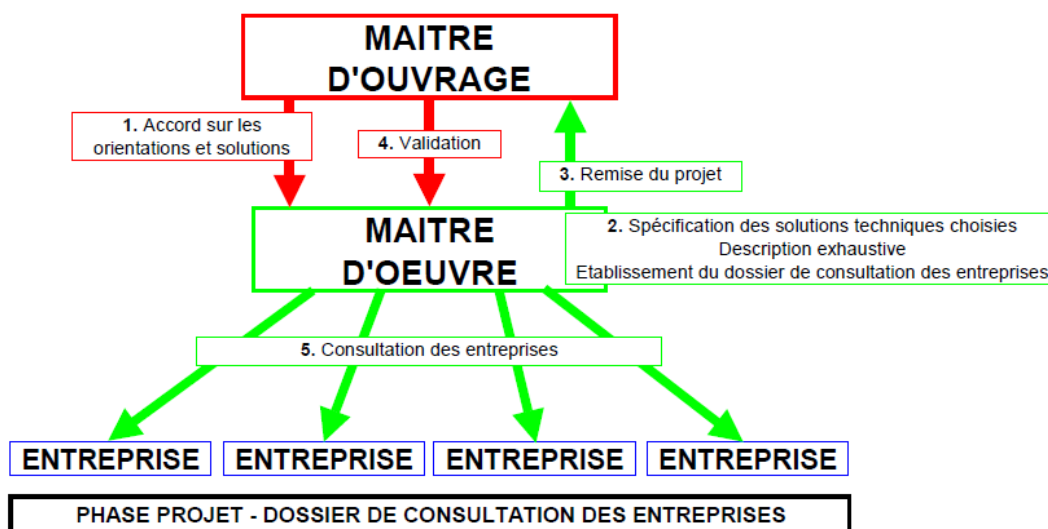 MAITRE
D'OUVRAGE
1. Accord sur les
orientations et solutions
4. Validation
3. Remise du projet
MAITRE
D'OEUVRE
2. Spécification des solutions techniques choisies
Description exhaustive
Etablissement du dossier de consultation des entreprises
5. Consultation des entreprises
ENTREPRISE ENTREPRISE ENTREPRISE ENTREPRISE
PHASE PROJET - DOSSIER DE CONSULTATION DES ENTREPRISES